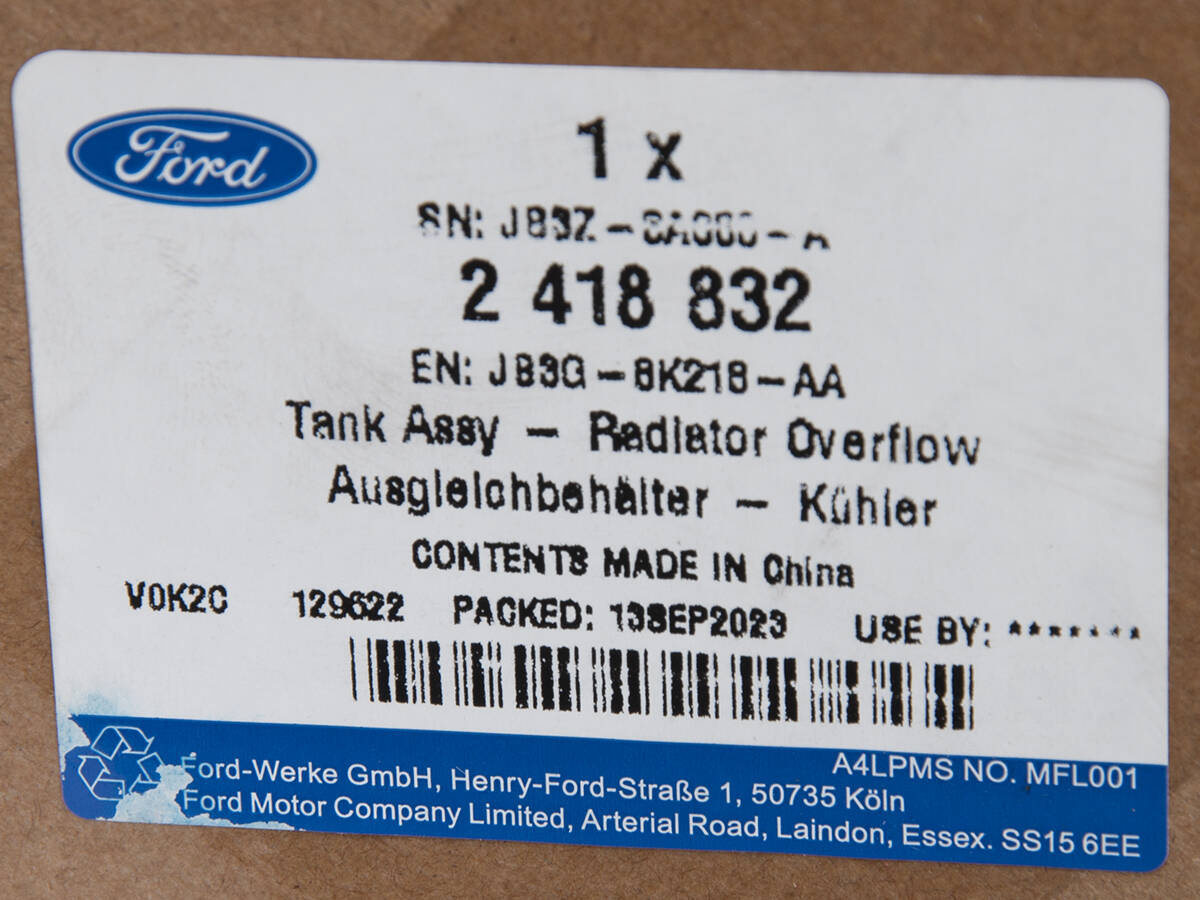 Ford
1 x
SN: JB3Z-8A080-A
2 418 832
EN: JB3G-8K218-AA
Tank Assy - Radiator Overflow
Ausgleichbehälter - Kühler
CONTENTS MADE IN China
V0K2C 129622 PACKED: 13SEP2023 USE BY: *******
A4LPMS NO. MFL001
Ford-Werke GmbH, Henry-Ford-Straße 1, 50735 Köln
Ford Motor Company Limited, Arterial Road, Laindon, Essex. SS15 6EE